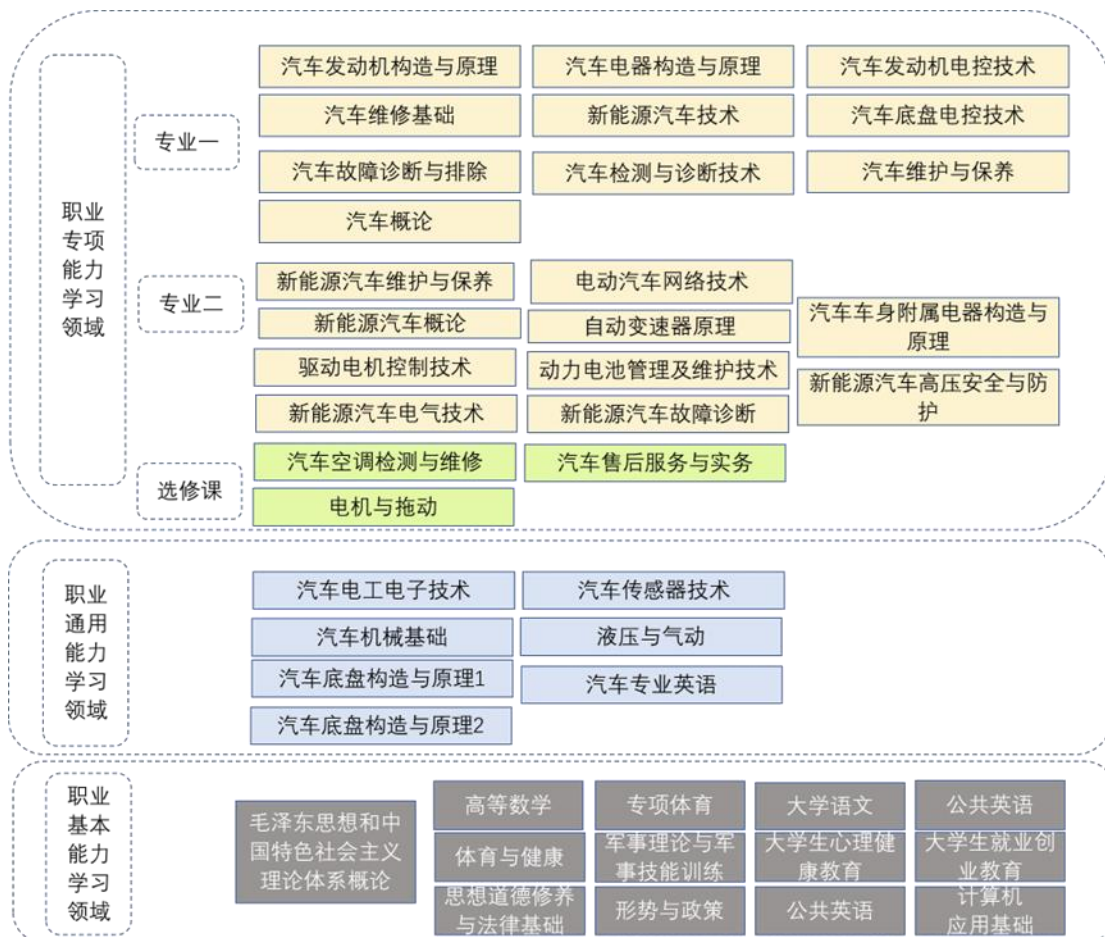 职业
专项
能力
学习
领域
专业一
汽车发动机构造与原理
汽车电器构造与原理
汽车发动机电控技术
汽车维修基础
新能源汽车技术
汽车底盘电控技术
汽车故障诊断与排除
汽车检测与诊断技术
汽车维护与保养
汽车概论
专业二
新能源汽车维护与保养
电动汽车网络技术
新能源汽车概论
自动变速器原理
汽车车身附属电器构造与
原理
驱动电机控制技术
动力电池管理及维护技术
新能源汽车高压安全与防
护
新能源汽车电气技术
新能源汽车故障诊断
选修课
汽车空调检测与维修
汽车售后服务与实务
电机与拖动
职业
通用
能力
学习
领域
汽车电工电子技术
汽车传感器技术
汽车机械基础
液压与气动
汽车底盘构造与原理1
汽车专业英语
汽车底盘构造与原理2
职业
基本
能力
学习
领域
毛泽东思想和中
国特色社会主义
理论体系概论
高等数学
专项体育
大学语文
公共英语
体育与健康
军事理论与军
事技能训练
大学生心理健
康教育
大学生就业创
业教育
思想道德修养
与法律基础
形势与政策
公共英语
计算机
应用基础